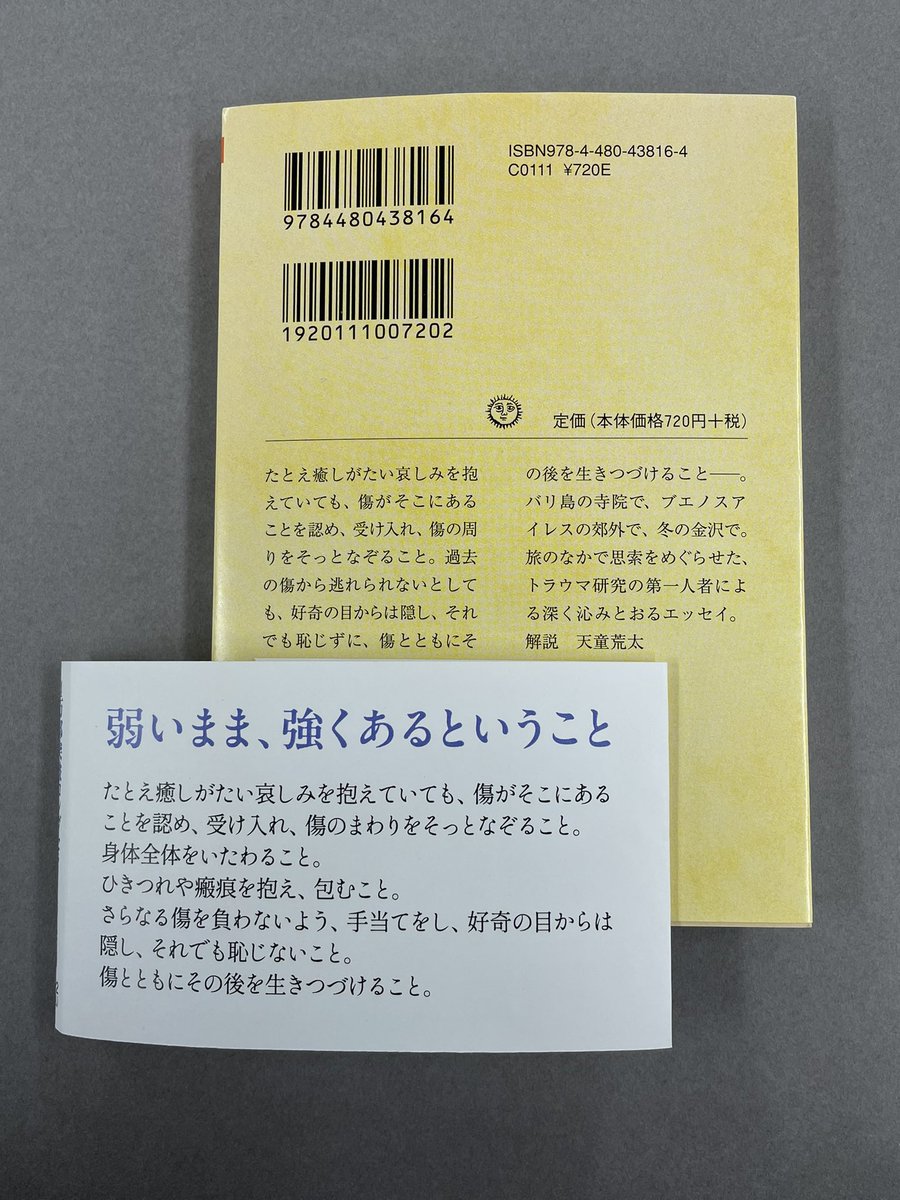 ISBN978-4-480-43816-4
C0111 ¥720E
9784480438164
1920111007202
定価(本体価格720円+税)
たとえ癒しがたい哀しみを抱
えていても、傷がそこにある
ことを認め、受け入れ、傷の周
りをそっとなぞること。過去
の傷から逃れられないとして
も、好奇の目からは隠し、それ
でも恥じずに、傷とともにそ
の後を生きつづけること――。
バリ島の寺院で、ブエノスア
イレスの郊外で、冬の金沢で。
旅のなかで思索をめぐらせた、
トラウマ研究の第一人者によ
る深く沁みとおるエッセイ。
解説 天童荒太
弱いまま、強くあるということ
たとえ癒しがたい哀しみを抱えていても、傷がそこにある
ことを認め、受け入れ、傷のまわりをそっとなぞること。
身体全体をいたわること。
ひきつれや瘢痕を抱え、包むこと。
さらなる傷を負わないよう、手当てをし、好奇の目からは
隠し、それでも恥じないこと。
傷とともにその後を生きつづけること。